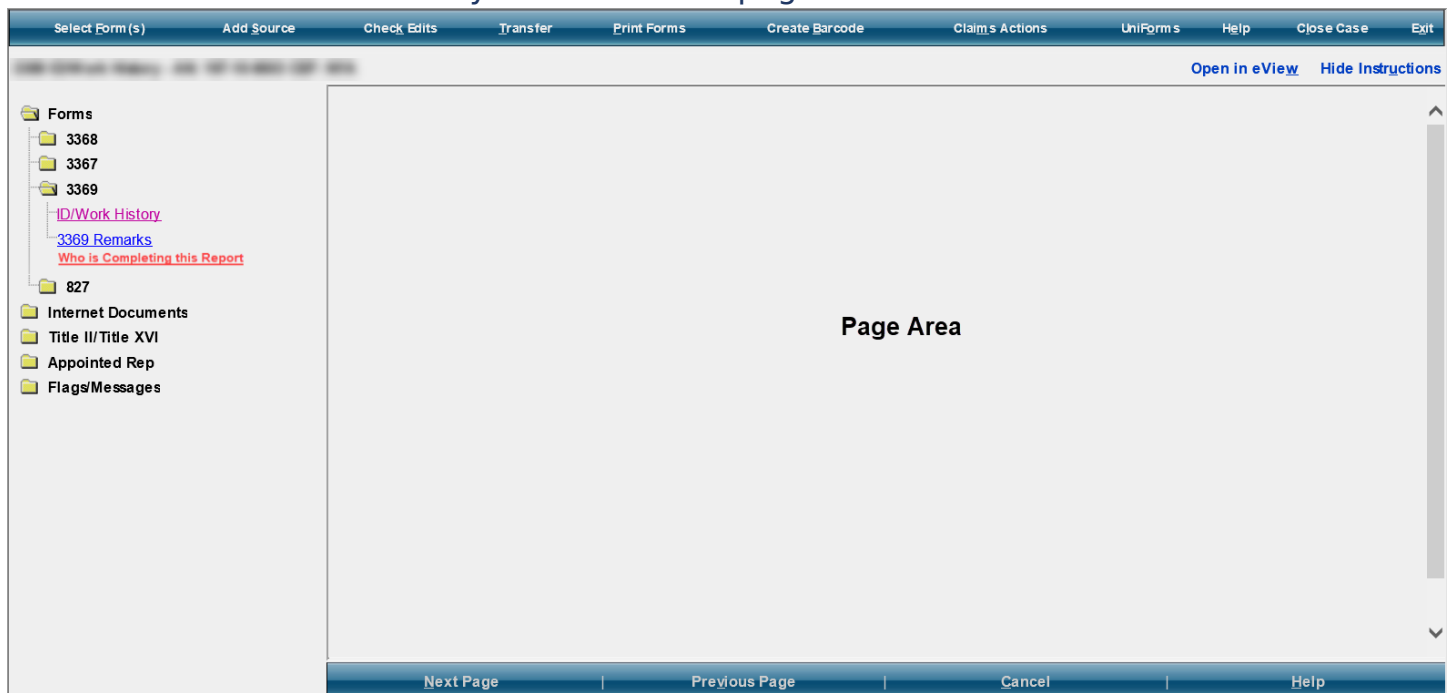 Select Form(s) Add Source Check Edits Transfer Print Forms Create Barcode Claims Actions UniForms Help Close Case Exit
Open in eView Hide Instructions
Forms
3368
3367
3369
ID/Work History
3369 Remarks
Who is Completing this Report
827
Internet Documents
Title II/Title XVI
Appointed Rep
Flags/Messages
Page Area
Next Page | Previous Page | Cancel | Help